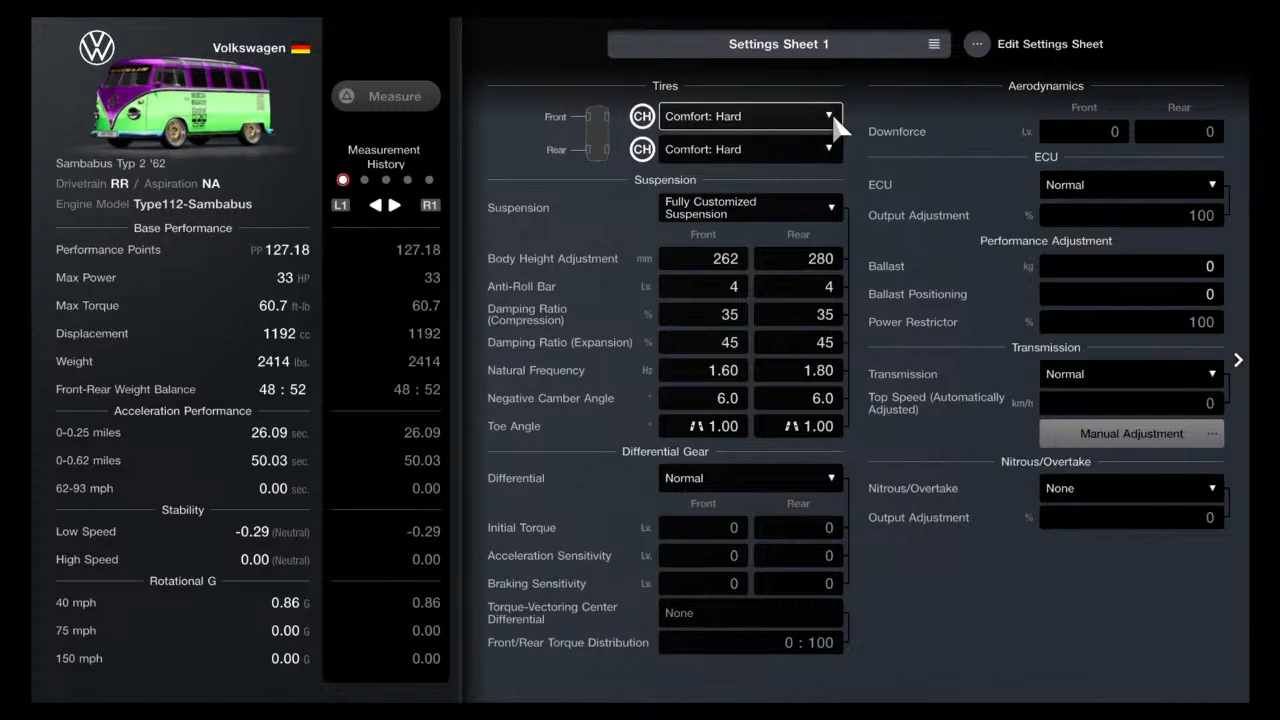 Settings Sheet 1
Edit Settings Sheet
Volkswagen
Sambabus Typ 2 '62
Drivetrain RR / Aspiration NA
Engine Model Type112-Sambabus
Base Performance
Performance Points PP 127.18
Max Power 33 HP
Max Torque 60.7 ft-lb
Displacement 1192 cc
Weight 2414 lbs.
Front-Rear Weight Balance 48 : 52
Acceleration Performance
0-0.25 miles 26.09 sec.
0-0.62 miles 50.03 sec.
62-93 mph 0.00 sec.
Stability
Low Speed -0.29 (Neutral)
High Speed 0.00 (Neutral)
Rotational G
40 mph 0.86 G
75 mph 0.00 G
150 mph 0.00 G
Measure
Measurement
History
L1 R1
127.18
33
60.7
1192
2414
48 : 52
26.09
50.03
0.00
-0.29
0.00
0.86
0.00
0.00
Tires
Front CH Comfort: Hard
Rear CH Comfort: Hard
Suspension
Suspension Fully Customized
Suspension
Front Rear
Body Height Adjustment mm 262 280
Anti-Roll Bar Lv. 4 4
Damping Ratio
(Compression) % 35 35
Damping Ratio (Expansion) % 45 45
Natural Frequency Hz 1.60 1.80
Negative Camber Angle ° 6.0 6.0
Toe Angle ° 1.00 1.00
Differential Gear
Differential Normal
Front Rear
Initial Torque Lv. 0 0
Acceleration Sensitivity Lv. 0 0
Braking Sensitivity Lv. 0 0
Torque-Vectoring Center
Differential None
Front/Rear Torque Distribution 0 : 100
Aerodynamics
Front Rear
Downforce Lv. 0 0
ECU
ECU Normal
Output Adjustment % 100
Performance Adjustment
Ballast kg 0
Ballast Positioning 0
Power Restrictor % 100
Transmission
Transmission Normal
Top Speed (Automatically
Adjusted) km/h 0
Manual Adjustment
Nitrous/Overtake
Nitrous/Overtake None
Output Adjustment % 0